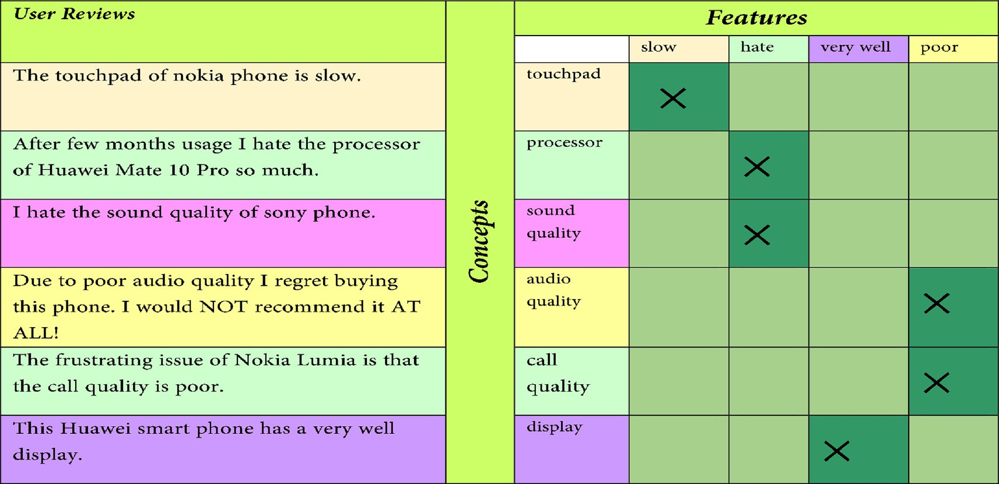 User Reviews
Features
slow hate very well poor
The touchpad of nokia phone is slow.
touchpad
After few months usage I hate the processor
of Huawei Mate 10 Pro so much.
processor
Concepts
I hate the sound quality of sony phone.
sound
quality
Due to poor audio quality I regret buying
this phone. I would NOT recommend it AT
ALL!
audio
quality
The frustrating issue of Nokia Lumia is that
the call quality is poor.
call
quality
This Huawei smart phone has a very well
display.
display